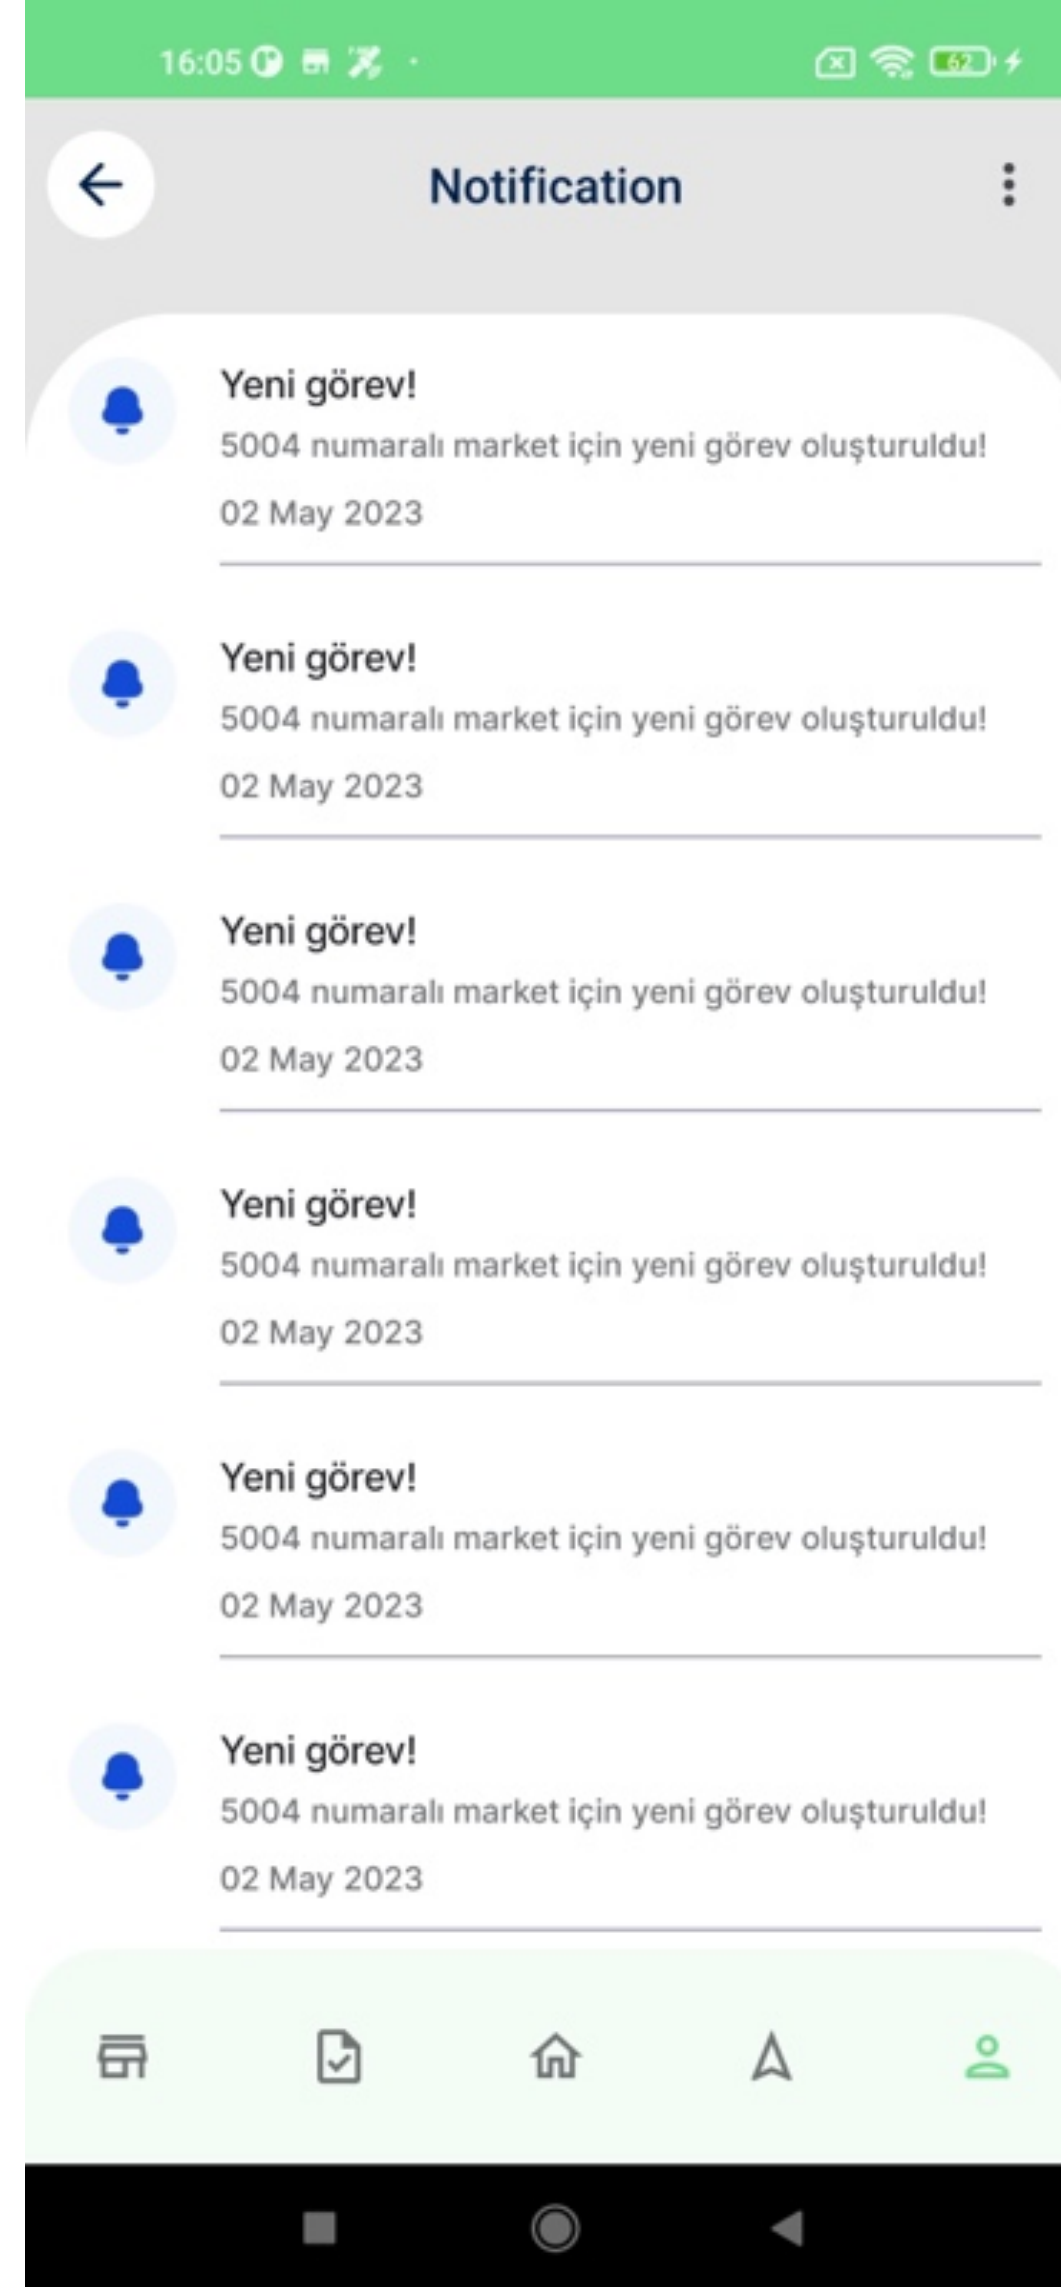 16:05
62
Notification
Yeni görev!
5004 numaralı market için yeni görev oluşturuldu!
02 May 2023
Yeni görev!
5004 numaralı market için yeni görev oluşturuldu!
02 May 2023
Yeni görev!
5004 numaralı market için yeni görev oluşturuldu!
02 May 2023
Yeni görev!
5004 numaralı market için yeni görev oluşturuldu!
02 May 2023
Yeni görev!
5004 numaralı market için yeni görev oluşturuldu!
02 May 2023
Yeni görev!
5004 numaralı market için yeni görev oluşturuldu!
02 May 2023